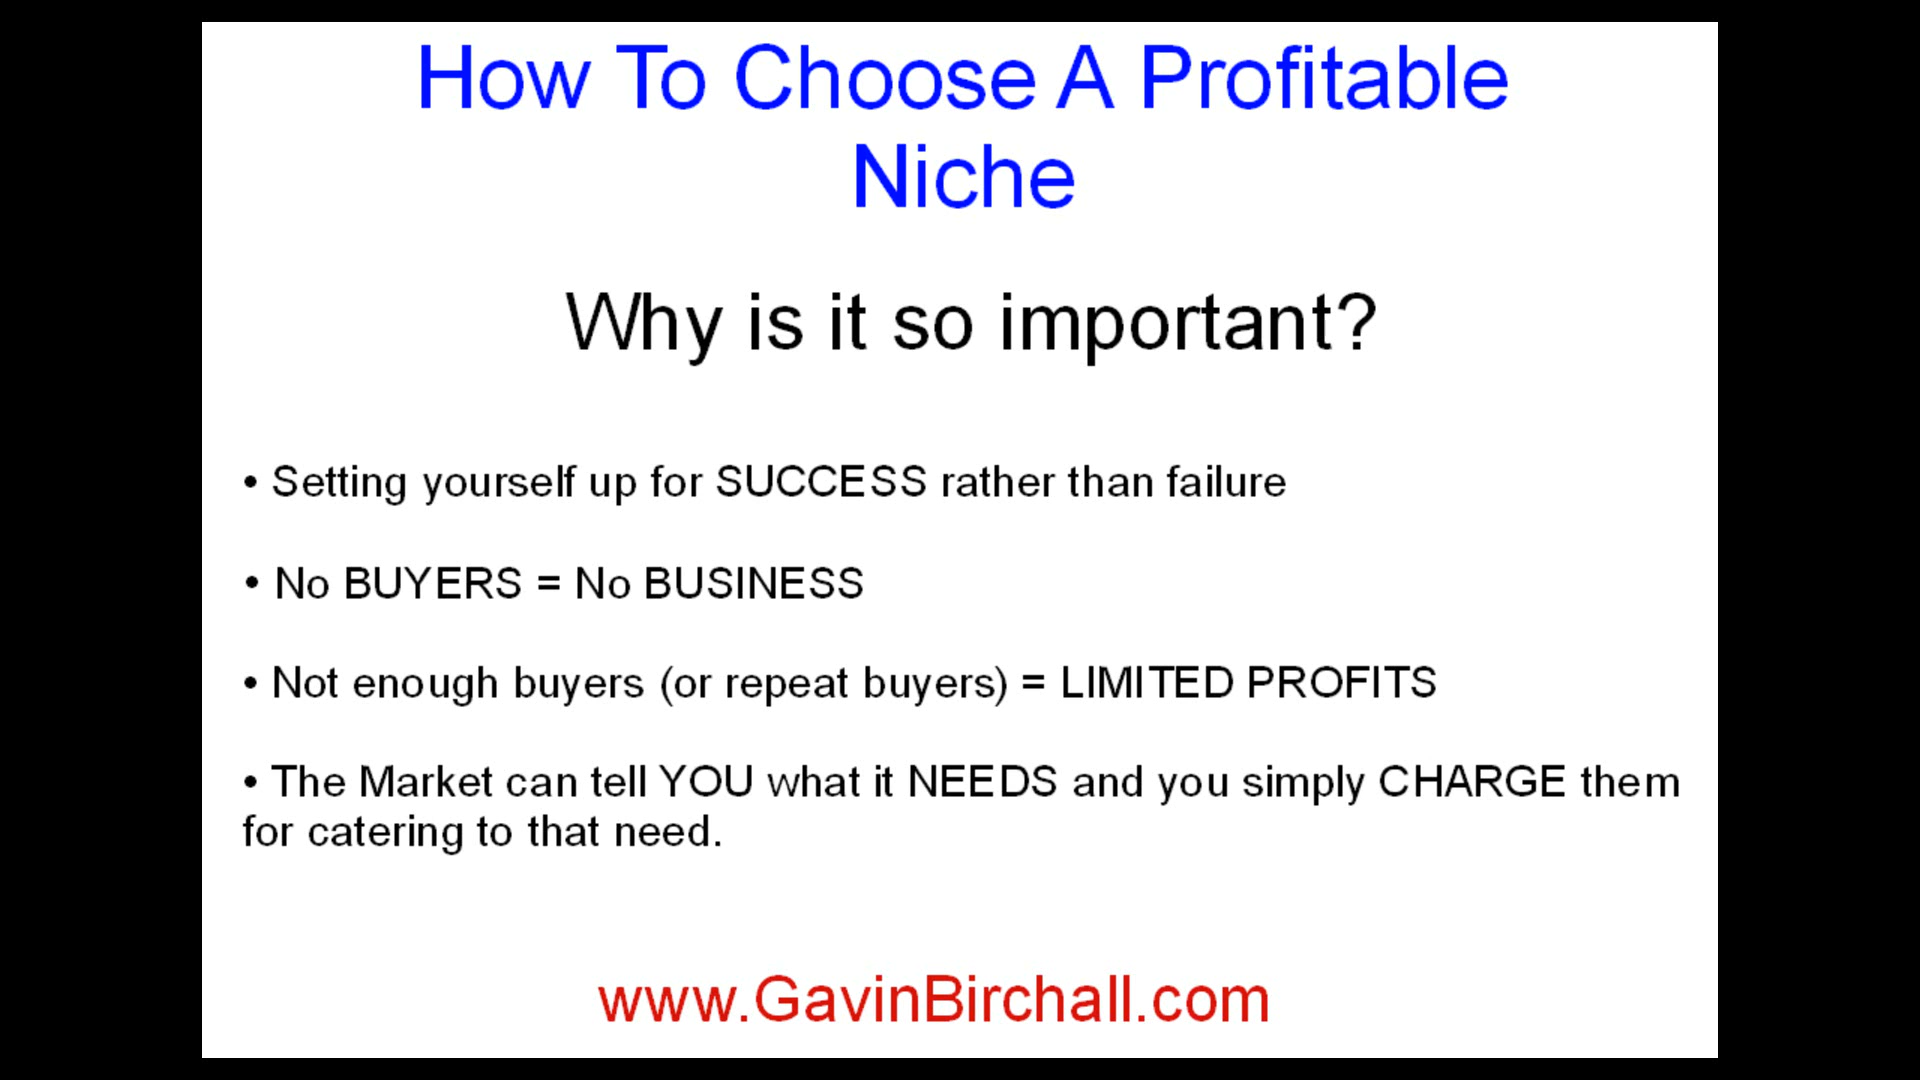 How To Choose A Profitable
Niche
Why is it so important?
• Setting yourself up for SUCCESS rather than failure
• No BUYERS = No BUSINESS
• Not enough buyers (or repeat buyers) = LIMITED PROFITS
• The Market can tell YOU what it NEEDS and you simply CHARGE them
for catering to that need.
www.GavinBirchall.com